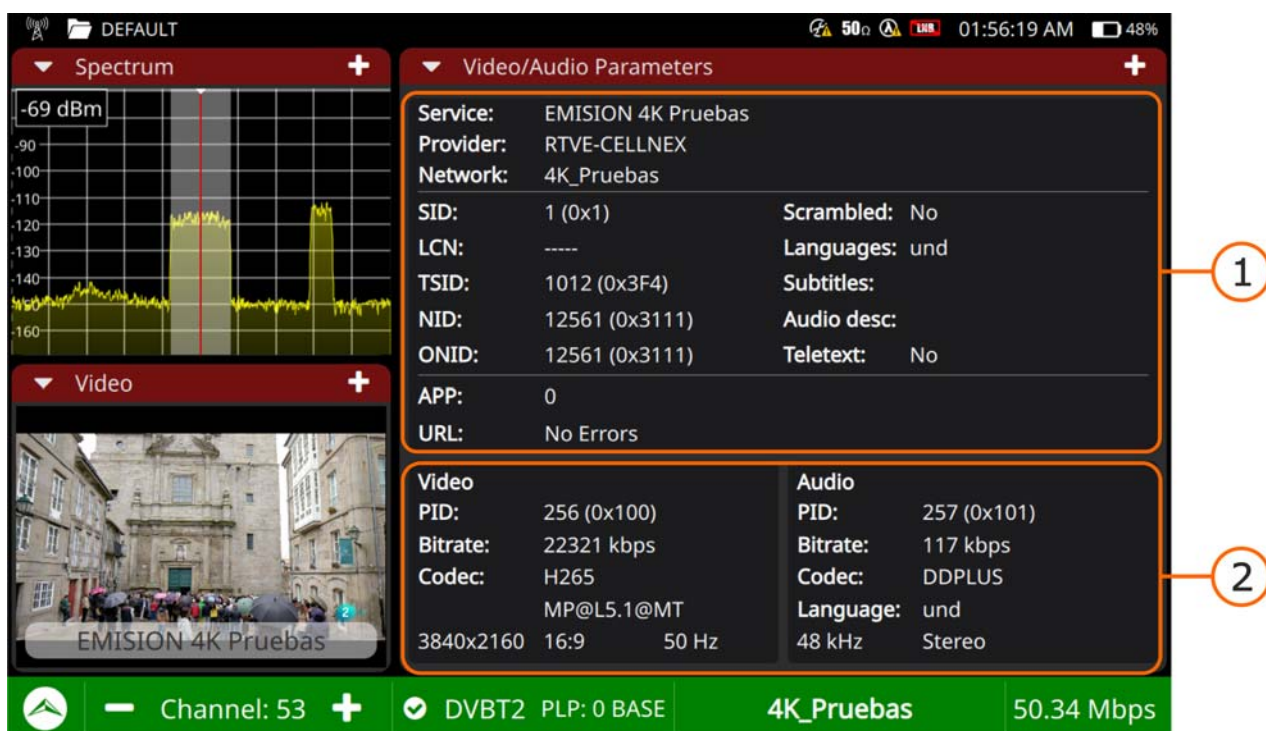 DEFAULT 50Ω LNB 01:56:19 AM 48%
Spectrum
-69 dBm
-90
-100
-110
-120
-130
-140
-150
-160
Video
2
EMISION 4K Pruebas
Video/Audio Parameters
Service: EMISION 4K Pruebas
Provider: RTVE-CELLNEX
Network: 4K_Pruebas
SID: 1 (0x1) Scrambled: No
LCN: ----- Languages: und
TSID: 1012 (0x3F4) Subtitles:
NID: 12561 (0x3111) Audio desc:
ONID: 12561 (0x3111) Teletext: No
APP: 0
URL: No Errors
1
Video Audio
PID: 256 (0x100) PID: 257 (0x101)
Bitrate: 22321 kbps Bitrate: 117 kbps
Codec: H265 Codec: DDPLUS
MP@L5.1@MT Language: und
3840x2160 16:9 50 Hz 48 kHz Stereo
2
Channel: 53 DVBT2 PLP: 0 BASE 4K_Pruebas 50.34 Mbps